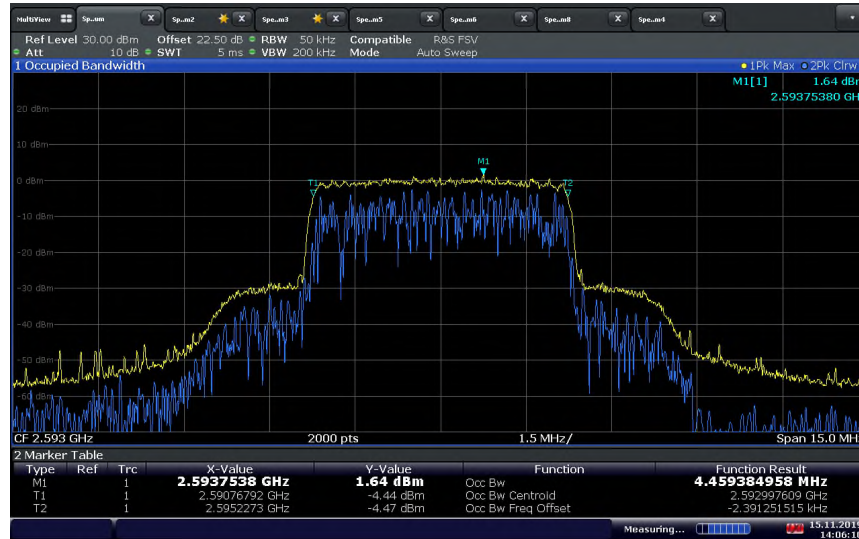 MultiView Sp..um X Sp..m2 X Spe..m3 X Spe..m5 X Spe..m6 X Spe..m8 X Spe..m4 X
Ref Level 30.00 dBm Offset 22.50 dB RBW 50 kHz Compatible R&S FSV
Att 10 dB SWT 5 ms VBW 200 kHz Mode Auto Sweep
1 Occupied Bandwidth 1Pk Max 2Pk Clrw
M1[1] 1.64 dBm
2.59375380 GH
20 dBm
10 dBm
M1
0 dBm
T1 T2
-10 dBm
-20 dBm
-30 dBm
-40 dBm
-50 dBm
-60 dBm
CF 2.593 GHz 2000 pts 1.5 MHz/ Span 15.0 MH
2 Marker Table
Type Ref Trc X-Value Y-Value Function Function Result
M1 1 2.5937538 GHz 1.64 dBm Occ Bw 4.459384958 MHz
T1 1 2.59076792 GHz -4.44 dBm Occ Bw Centroid 2.592997609 GHz
T2 1 2.5952273 GHz -4.47 dBm Occ Bw Freq Offset -2.391251515 kHz
Measuring... 15.11.2019
14:06:16